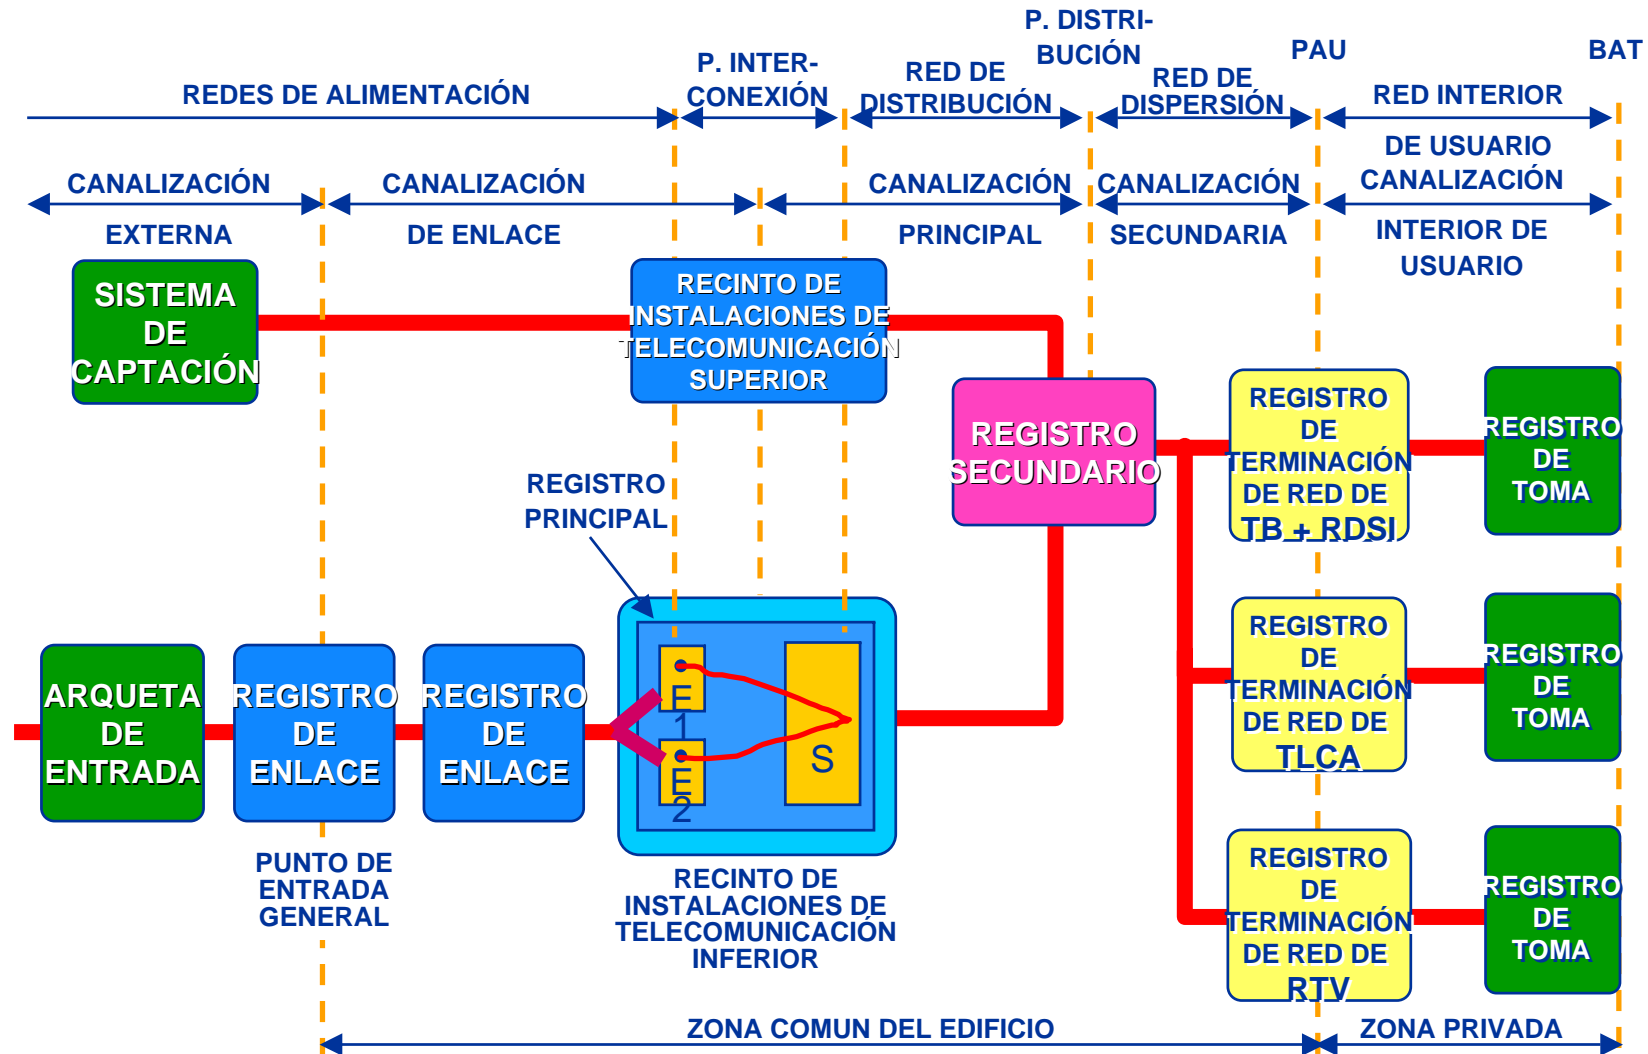 P. DISTRI-
BUCIÓN
PAU
BAT
P. INTER-
CONEXIÓN
RED DE
DISTRIBUCIÓN
RED DE
DISPERSIÓN
REDES DE ALIMENTACIÓN
RED INTERIOR
DE USUARIO
CANALIZACIÓN
EXTERNA
CANALIZACIÓN
DE ENLACE
CANALIZACIÓN
PRINCIPAL
CANALIZACIÓN
SECUNDARIA
CANALIZACIÓN
INTERIOR DE
USUARIO
SISTEMA
DE
CAPTACIÓN
RECINTO DE
INSTALACIONES DE
TELECOMUNICACIÓN
SUPERIOR
REGISTRO
SECUNDARIO
REGISTRO
DE
TERMINACIÓN
DE RED DE
TB + RDSI
REGISTRO
DE
TOMA
REGISTRO
PRINCIPAL
ARQUETA
DE
ENTRADA
REGISTRO
DE
ENLACE
REGISTRO
DE
ENLACE
E
1
E
2
S
REGISTRO
DE
TERMINACIÓN
DE RED DE
TLCA
REGISTRO
DE
TOMA
PUNTO DE
ENTRADA
GENERAL
RECINTO DE
INSTALACIONES DE
TELECOMUNICACIÓN
INFERIOR
REGISTRO
DE
TERMINACIÓN
DE RED DE
RTV
REGISTRO
DE
TOMA
ZONA COMUN DEL EDIFICIO
ZONA PRIVADA